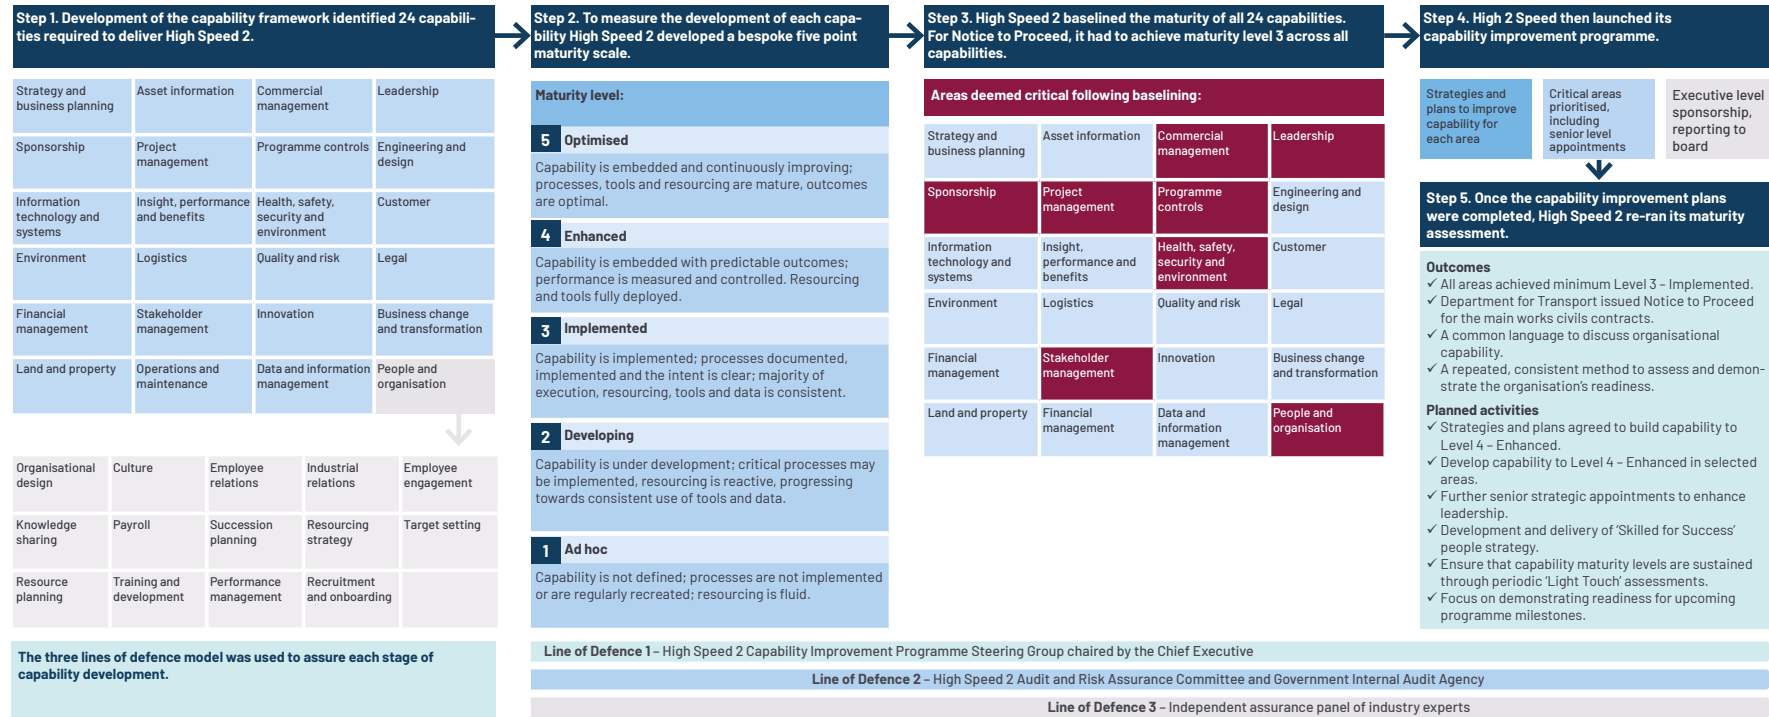 Step 1. Development of the capability framework identified 24 capabili-
ties required to deliver High Speed 2.
Strategy and
business planning
Asset information
Commercial
management
Leadership
Sponsorship
Project
management
Programme controls
Engineering and
design
Information
technology and
systems
Insight, performance
and benefits
Health, safety,
security and
environment
Customer
Environment
Logistics
Quality and risk
Legal
Financial
management
Stakeholder
management
Innovation
Business change
and transformation
Land and property
Operations and
maintenance
Data and information
management
People and
organisation
Organisational
design
Culture
Employee
relations
Industrial
relations
Employee
engagement
Knowledge
sharing
Payroll
Succession
planning
Resourcing
strategy
Target setting
Resource
planning
Training and
development
Performance
management
Recruitment
and onboarding
Step 2. To measure the development of each capa-
bility High Speed 2 developed a bespoke five point
maturity scale.
Maturity level:
5 Optimised
Capability is embedded and continuously improving;
processes, tools and resourcing are mature, outcomes
are optimal.
4 Enhanced
Capability is embedded with predictable outcomes;
performance is measured and controlled. Resourcing
and tools fully deployed.
3 Implemented
Capability is implemented; processes documented,
implemented and the intent is clear; majority of
execution, resourcing, tools and data is consistent.
2 Developing
Capability is under development; critical processes may
be implemented, resourcing is reactive, progressing
towards consistent use of tools and data.
1 Ad hoc
Capability is not defined; processes are not implemented
or are regularly recreated; resourcing is fluid.
Step 3. High Speed 2 baselined the maturity of all 24 capabilities.
For Notice to Proceed, it had to achieve maturity level 3 across all
capabilities.
Areas deemed critical following baselining:
Strategy and
business planning
Asset information
Commercial
management
Leadership
Sponsorship
Project
management
Programme
controls
Engineering and
design
Information
technology and
systems
Insight,
performance and
benefits
Health, safety,
security and
environment
Customer
Environment
Logistics
Quality and risk
Legal
Financial
management
Stakeholder
management
Innovation
Business change
and transformation
Land and property
Financial
management
Data and
information
management
People and
organisation
Step 4. High 2 Speed then launched its
capability improvement programme.
Strategies and
plans to improve
capability for
each area
Critical areas
prioritised,
including
senior level
appointments
Executive level
sponsorship,
reporting to
board
Step 5. Once the capability improvement plans
were completed, High Speed 2 re-ran its maturity
assessment.
Outcomes
✓ All areas achieved minimum Level 3 – Implemented.
✓ Department for Transport issued Notice to Proceed
for the main works civils contracts.
✓ A common language to discuss organisational
capability.
✓ A repeated, consistent method to assess and demon-
strate the organisation's readiness.
Planned activities
✓ Strategies and plans agreed to build capability to
Level 4 – Enhanced.
✓ Develop capability to Level 4 – Enhanced in selected
areas.
✓ Further senior strategic appointments to enhance
leadership.
✓ Development and delivery of ‘Skilled for Success’
people strategy.
✓ Ensure that capability maturity levels are sustained
through periodic ‘Light Touch’ assessments.
✓ Focus on demonstrating readiness for upcoming
programme milestones.
The three lines of defence model was used to assure each stage of
capability development.
Line of Defence 1 – High Speed 2 Capability Improvement Programme Steering Group chaired by the Chief Executive
Line of Defence 2 – High Speed 2 Audit and Risk Assurance Committee and Government Internal Audit Agency
Line of Defence 3 – Independent assurance panel of industry experts